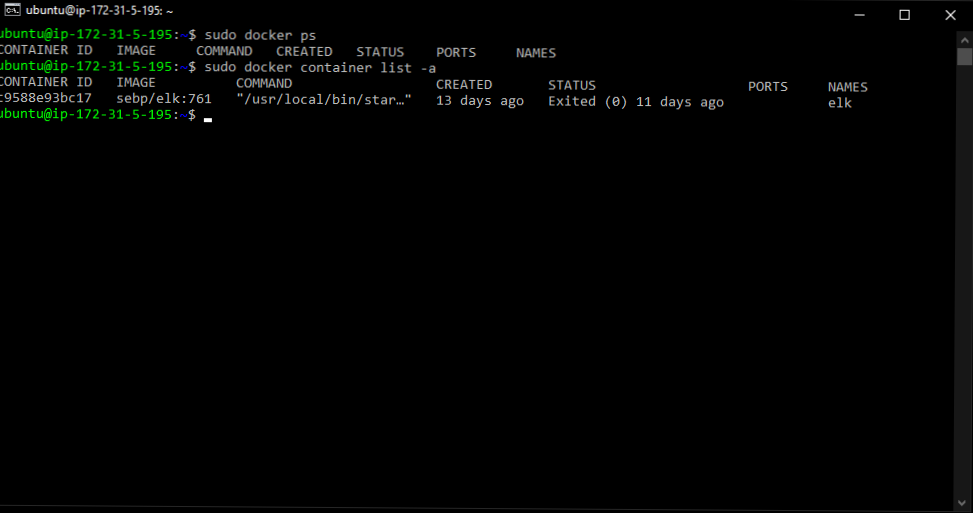 ubuntu@ip-172-31-5-195: ~
ubuntu@ip-172-31-5-195:~$ sudo docker ps
CONTAINER ID IMAGE COMMAND CREATED STATUS PORTS NAMES
ubuntu@ip-172-31-5-195:~$ sudo docker container list -a
CONTAINER ID IMAGE COMMAND CREATED STATUS PORTS NAMES
c9588e93bc17 sebp/elk:761 "/usr/local/bin/star…" 13 days ago Exited (0) 11 days ago elk
ubuntu@ip-172-31-5-195:~$